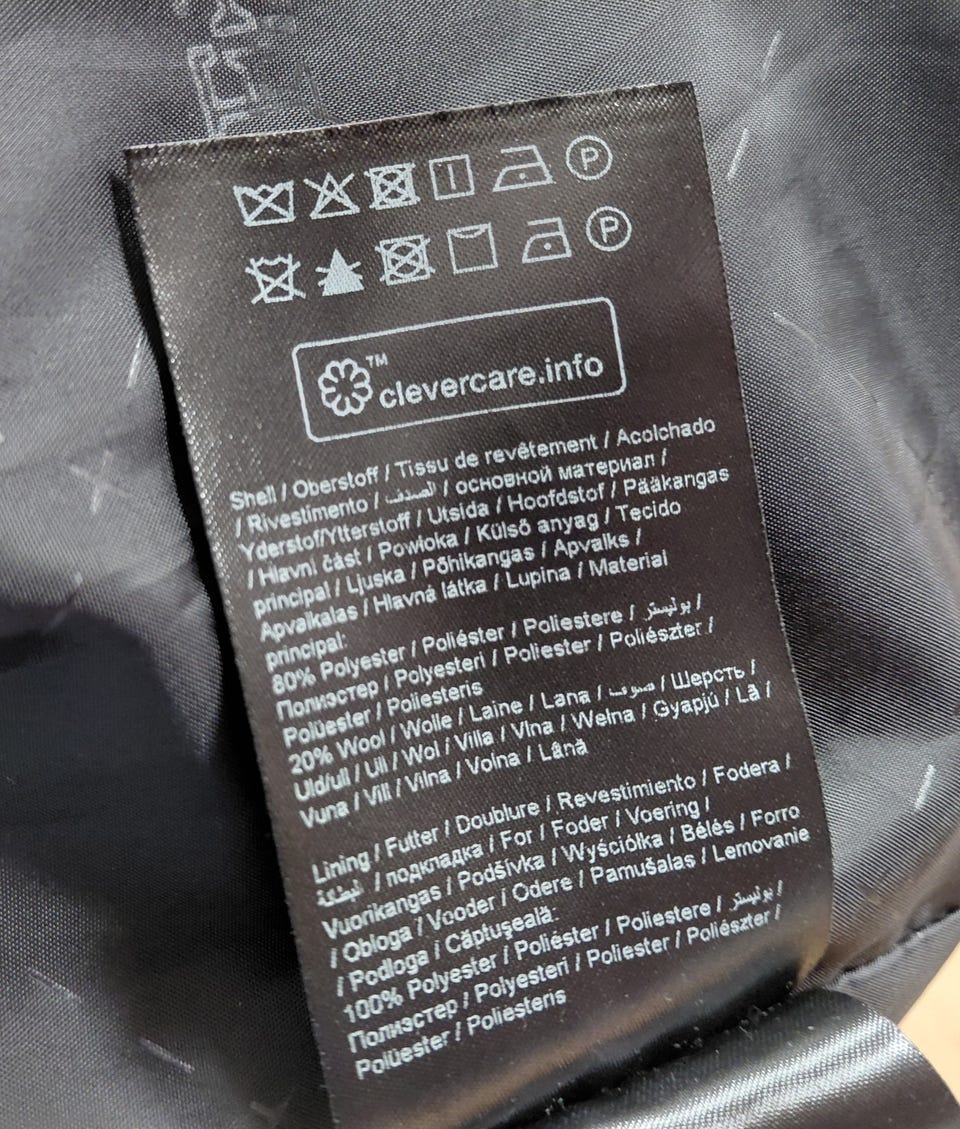 P
P
™
clevercare.info
Shell / Oberstoff / Tissu de revêtement / Acolchado
/ Rivestimento / الصدف / основной материал /
Yderstof/Ytterstoff / Utsida / Hoofdstof / Pääkangas
/ Hlavní část / Powłoka / Külső anyag / Tecido
principal / Ljuska / Põhikangas / Apvalks /
Apvalkalas / Hlavná látka / Lupina / Material
principal:
80% Polyester / Poliéster / Poliestere / بوليستر /
Полиэстер / Polyesteri / Poliester / Poliészter /
Polüester / Poliesteris
20% Wool / Wolle / Laine / Lana / صوف / Шерсть /
Uld/ull / Ull / Wol / Villa / Vlna / Wełna / Gyapjú / Lã /
Vuna / Vill / Vilna / Volna / Lână
Lining / Futter / Doublure / Revestimiento / Fodera /
البطانة / подкладка / For / Foder / Voering /
Vuorikangas / Podšívka / Wyściółka / Bélés / Forro
/ Obloga / Vooder / Odere / Pamušalas / Lemovanie
/ Podloga / Căptuşeală:
100% Polyester / Poliéster / Poliestere / بوليستر /
Полиэстер / Polyesteri / Poliester / Poliészter /
Polüester / Poliesteris